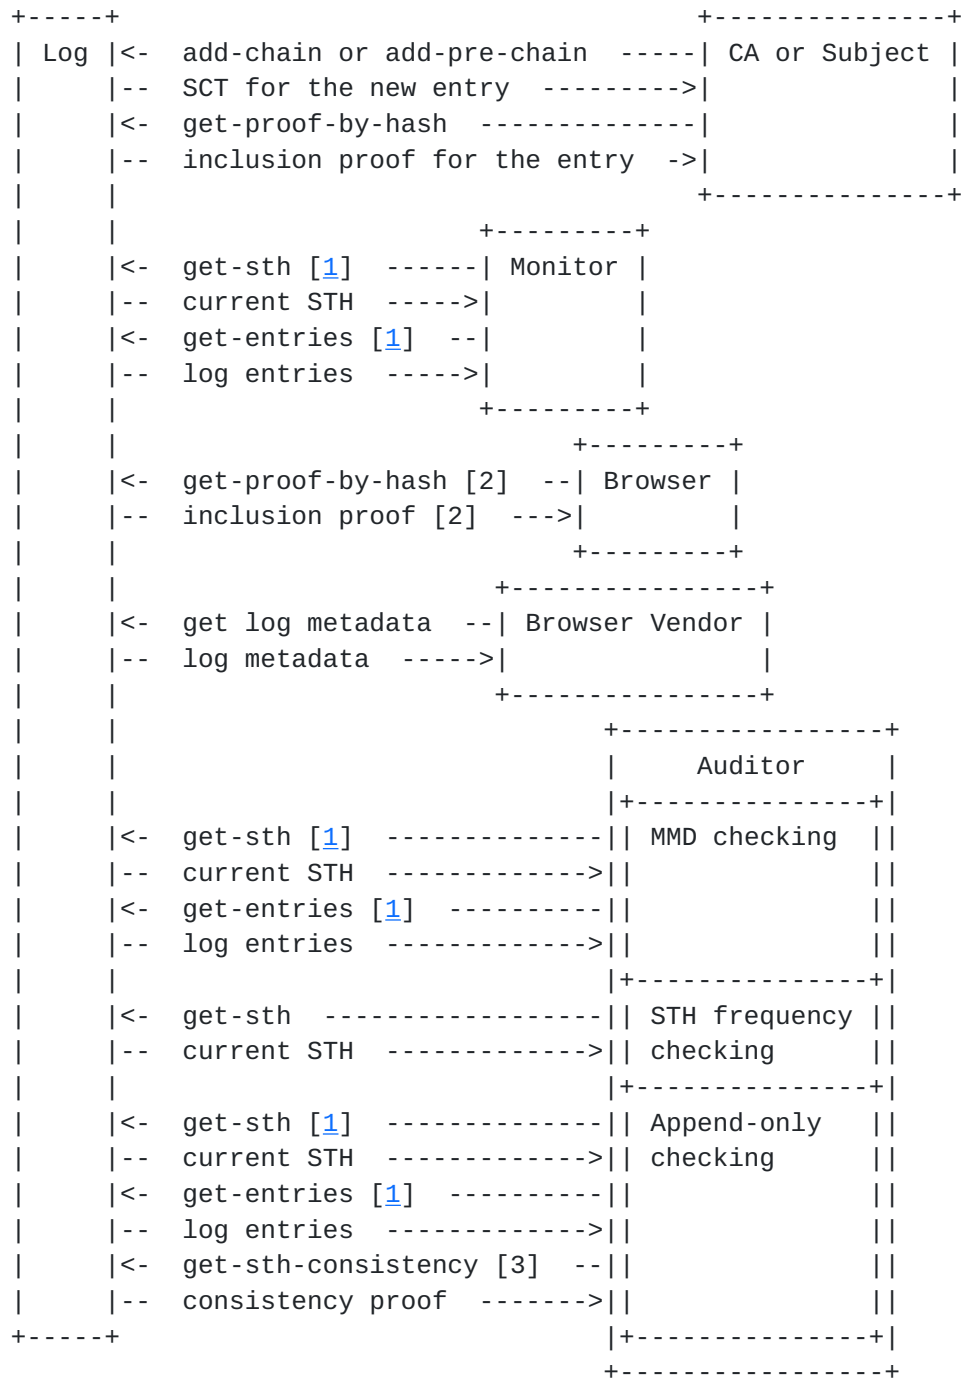 +-----+                                     +---------------+
| Log |<-  add-chain or add-pre-chain  -----| CA or Subject |
|     |--  SCT for the new entry  --------->|               |
|     |<-  get-proof-by-hash  --------------|               |
|     |--  inclusion proof for the entry  ->|               |
|     |                                     +---------------+
|     |                       +---------+
|     |<-  get-sth [1]  ------| Monitor |
|     |--  current STH  ----->|         |
|     |<-  get-entries [1]  --|         |
|     |--  log entries  ----->|         |
|     |                       +---------+
|     |                             +---------+
|     |<-  get-proof-by-hash [2]  --| Browser |
|     |--  inclusion proof [2]  --->|         |
|     |                             +---------+
|     |                        +----------------+
|     |<-  get log metadata  --| Browser Vendor |
|     |--  log metadata  ----->|                |
|     |                        +----------------+
|     |                               +-----------------+
|     |                               |     Auditor     |
|     |                               |+---------------+|
|     |<-  get-sth [1]  --------------|| MMD checking  ||
|     |--  current STH  ------------->||               ||
|     |<-  get-entries [1]  ----------||               ||
|     |--  log entries  ------------->||               ||
|     |                               |+---------------+|
|     |<-  get-sth  ------------------|| STH frequency ||
|     |--  current STH  ------------->|| checking      ||
|     |                               |+---------------+|
|     |<-  get-sth [1]  --------------|| Append-only   ||
|     |--  current STH  ------------->|| checking      ||
|     |<-  get-entries [1]  ----------||               ||
|     |--  log entries  ------------->||               ||
|     |<-  get-sth-consistency [3]  --||               ||
|     |--  consistency proof  ------->||               ||
+-----+                               |+---------------+|
                                      +-----------------+